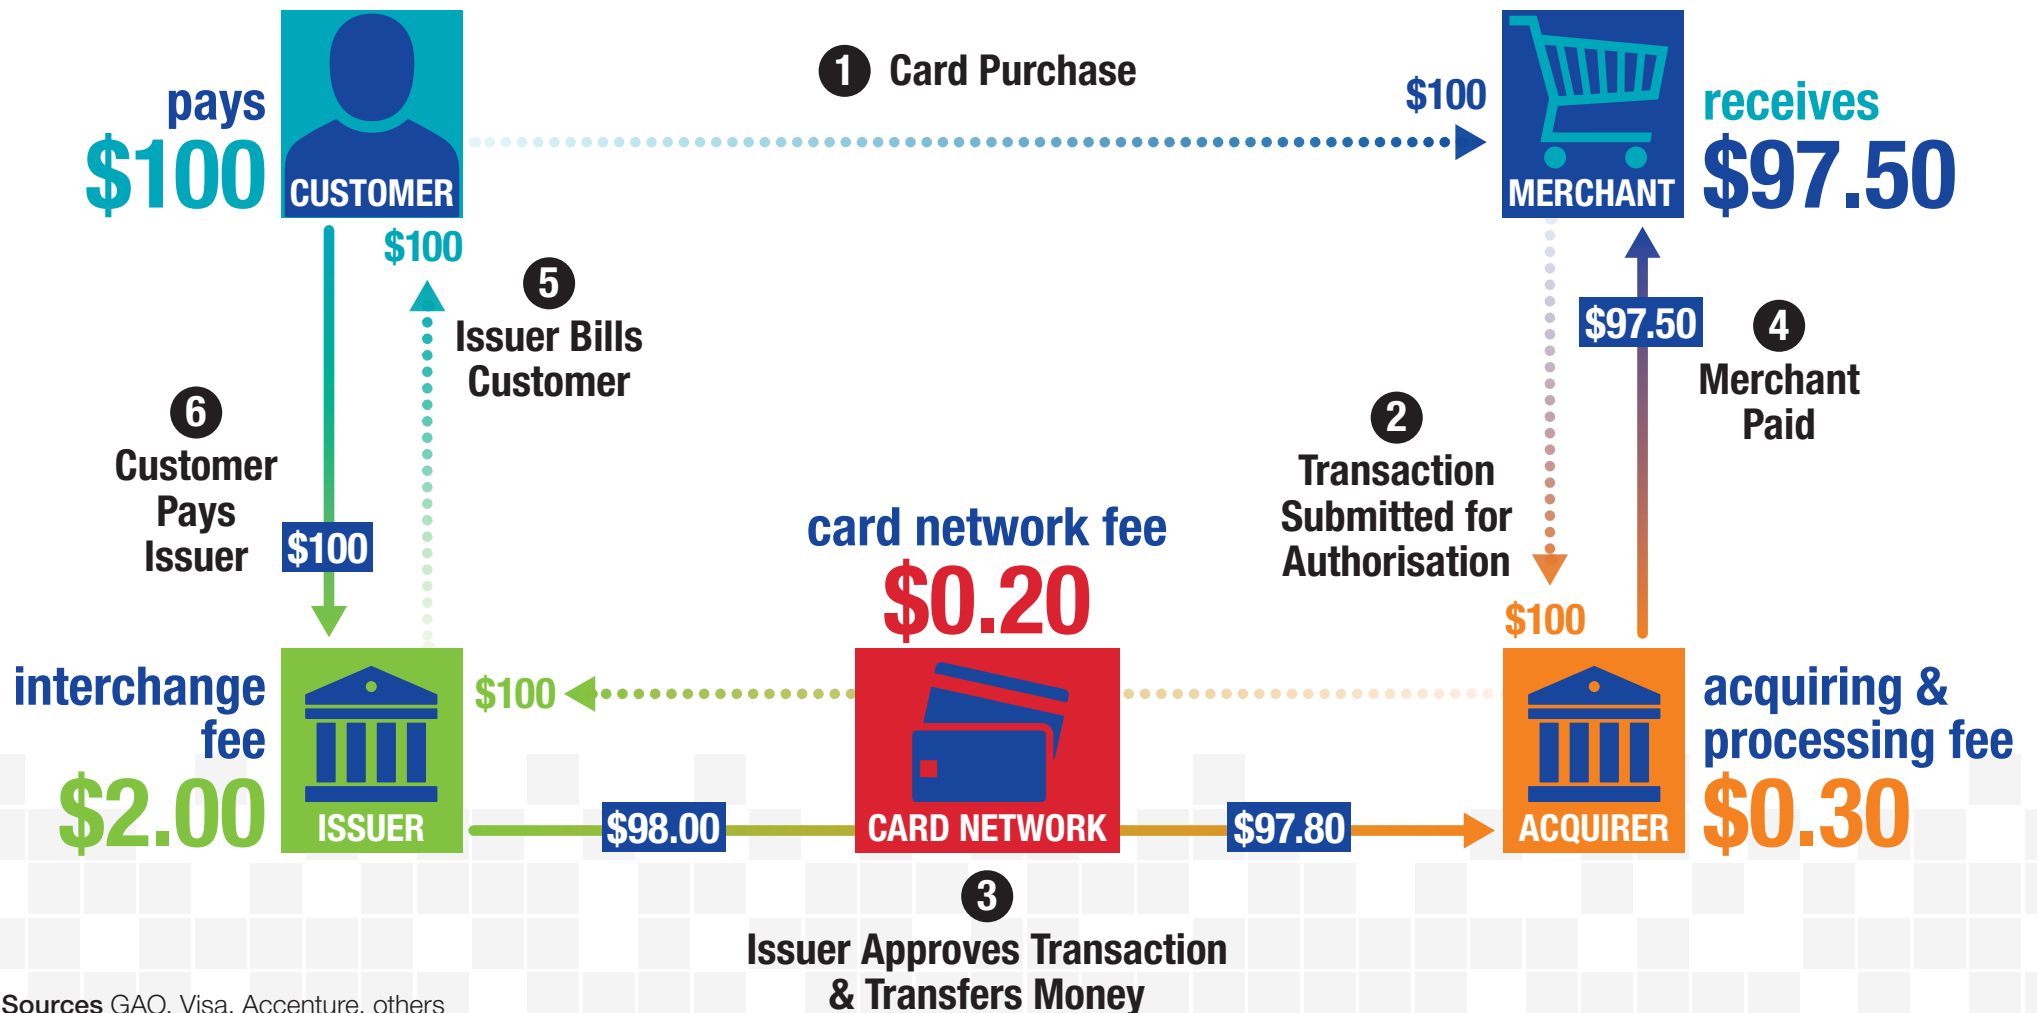 1 Card Purchase
pays
$100
CUSTOMER
$100
MERCHANT
receives
$97.50
$100
5
Issuer Bills
Customer
6
Customer
Pays
Issuer
$100
2
Transaction
Submitted for
Authorisation
$100
$97.50
4
Merchant
Paid
card network fee
$0.20
interchange
fee
$2.00
ISSUER
$100
$98.00
CARD NETWORK
$97.80
ACQUIRER
acquiring &
processing fee
$0.30
3
Issuer Approves Transaction
& Transfers Money
Sources GAO, Visa, Accenture, others